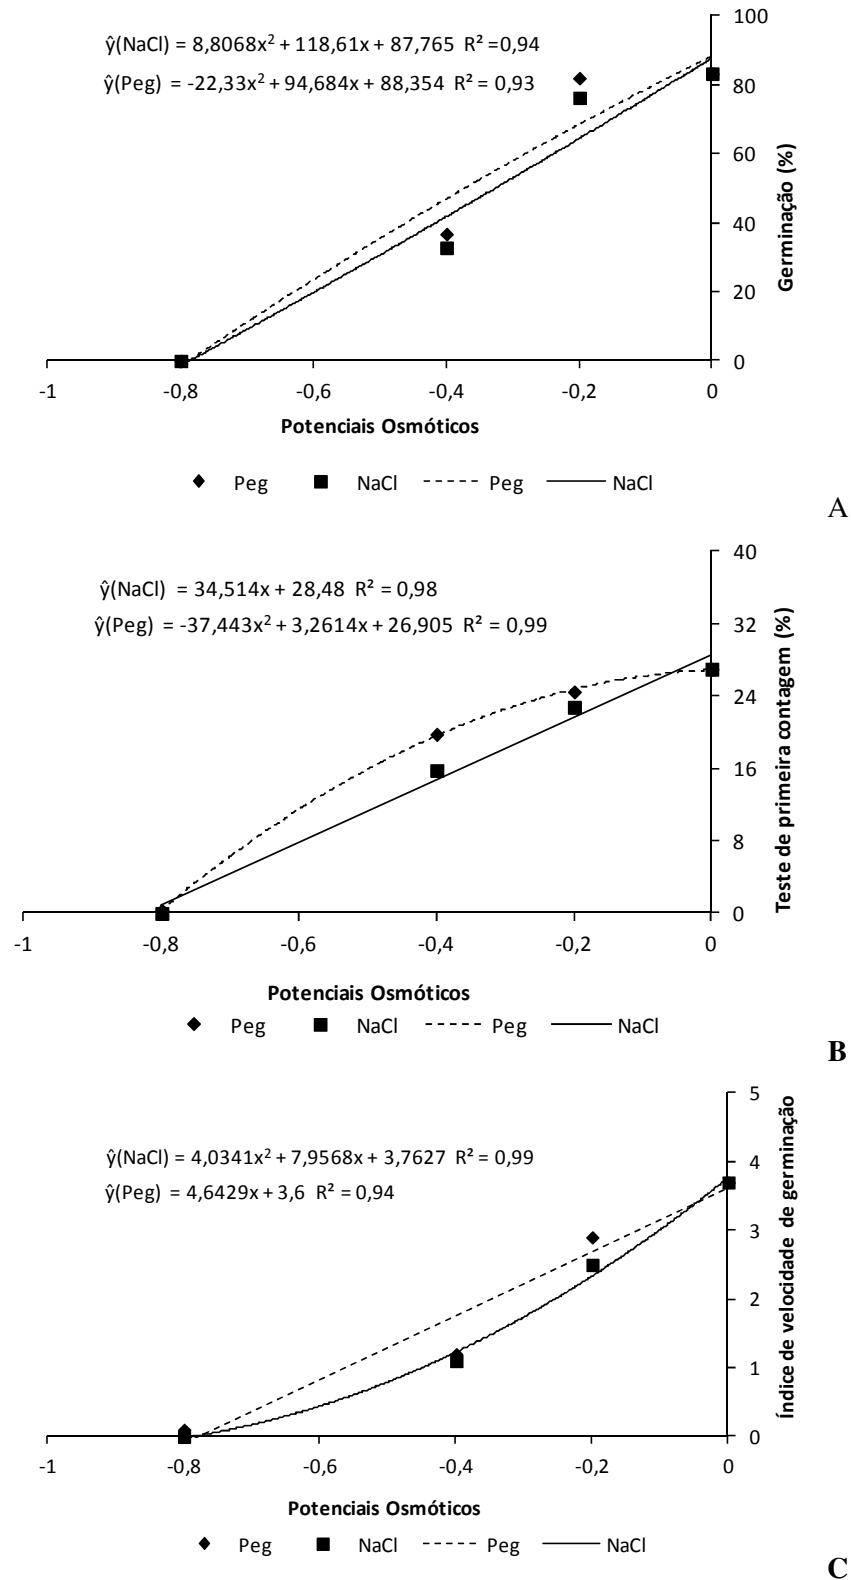 ŷ(NaCl) = 8,8068x² + 118,61x + 87,765 R² =0,94
ŷ(Peg) = -22,33x² + 94,684x + 88,354 R² = 0,93
100
80
60
40
20
0
Germinação (%)
-1 -0,8 -0,6 -0,4 -0,2 0
Potenciais Osmóticos
Peg NaCl Peg NaCl
A
ŷ(NaCl) = 34,514x + 28,48 R² = 0,98
ŷ(Peg) = -37,443x² + 3,2614x + 26,905 R² = 0,99
40
32
24
16
8
0
Teste de primeira contagem (%)
-1 -0,8 -0,6 -0,4 -0,2 0
Potenciais Osmóticos
Peg NaCl Peg NaCl
B
ŷ(NaCl) = 4,0341x² + 7,9568x + 3,7627 R² = 0,99
ŷ(Peg) = 4,6429x + 3,6 R² = 0,94
5
4
3
2
1
0
Índice de velocidade de germinação
-1 -0,8 -0,6 -0,4 -0,2 0
Potenciais Osmóticos
Peg NaCl Peg NaCl
C